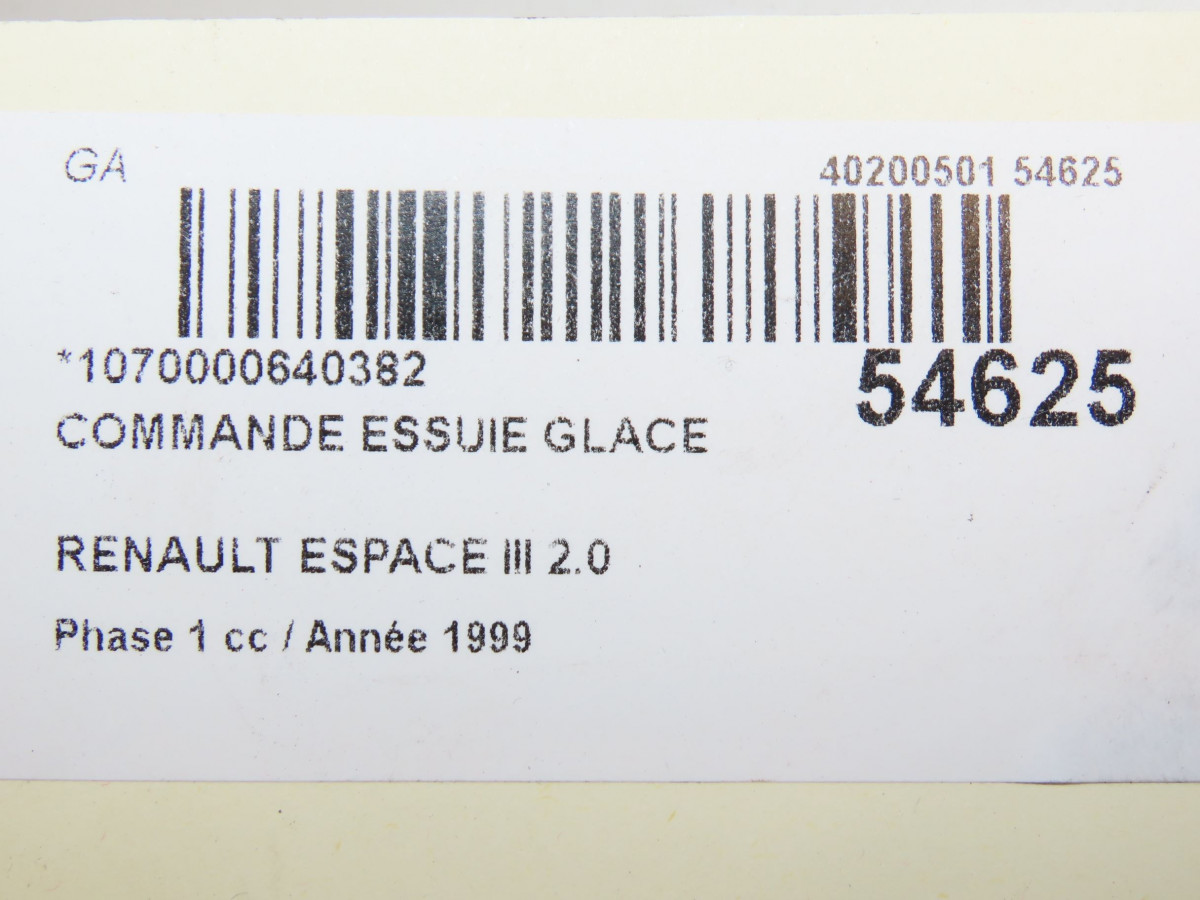 GA
40200501 54625
*1070000640382
54625
COMMANDE ESSUIE GLACE
RENAULT ESPACE III 2.0
Phase 1 cc / Année 1999